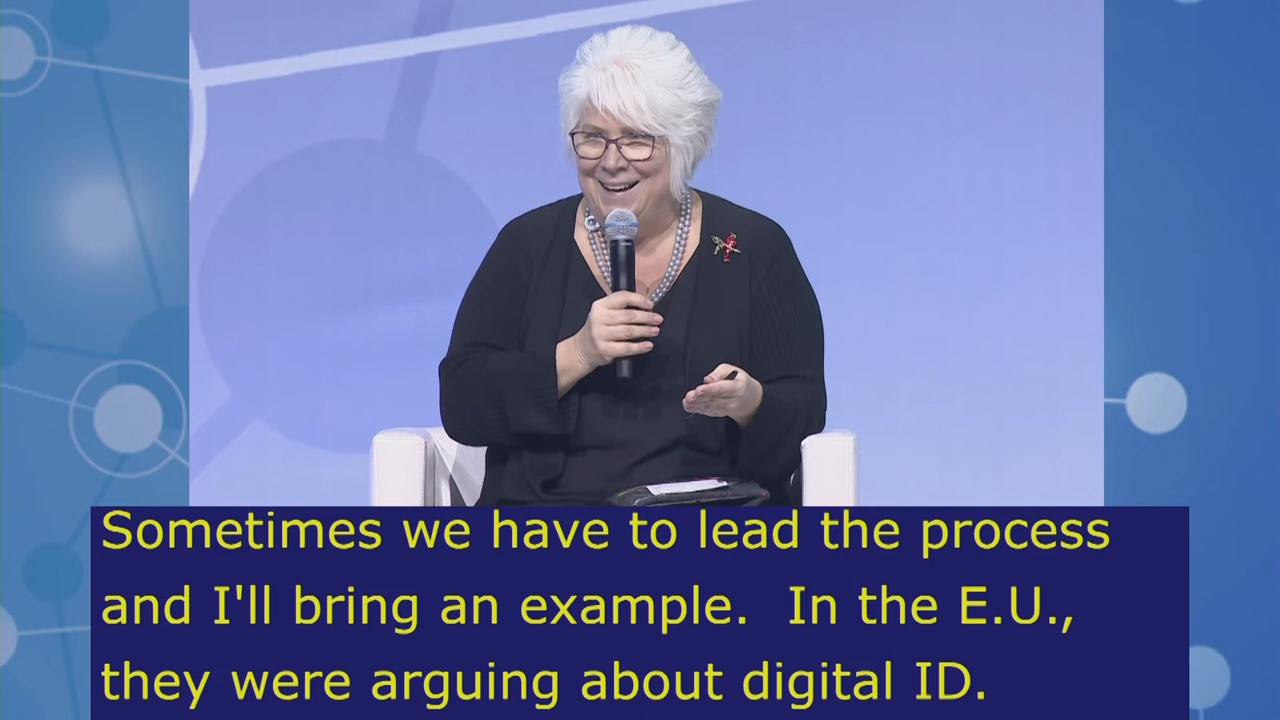 Sometimes we have to lead the process
and I'll bring an example.  In the E.U.,
they were arguing about digital ID.